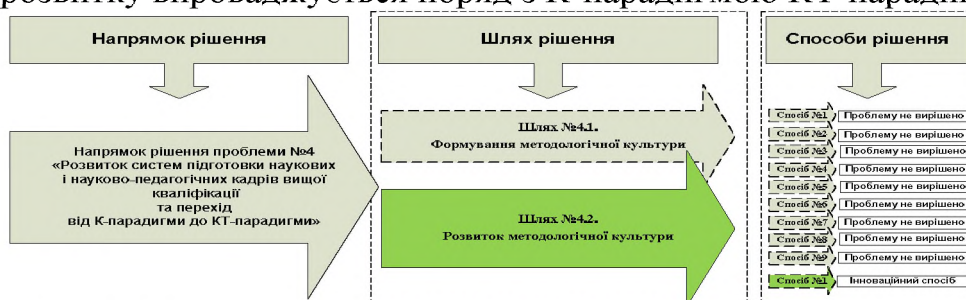 розвитку впроваджується поряд з К-парадигмою КТ-парадиг
Напрямок рішення
Шлях рішення
Способи рішення
Напрямок рішення проблеми №4
«Розвиток систем підготовки наукових
і науково-педагогічних кадрів вищої
кваліфікації
та перехід
від К-парадигми до КТ-парадигми»
Шлях №4.1.
Формування методологічної культури
Шлях №4.2.
Розвиток методологічної культури
Спосіб №1 Проблему не вирішено
Спосіб №2 Проблему не вирішено
Спосіб №3 Проблему не вирішено
Спосіб №4 Проблему не вирішено
Спосіб №5 Проблему не вирішено
Спосіб №6 Проблему не вирішено
Спосіб №7 Проблему не вирішено
Спосіб №8 Проблему не вирішено
Спосіб №9 Проблему не вирішено
Спосіб №1 Інноваційний спосіб